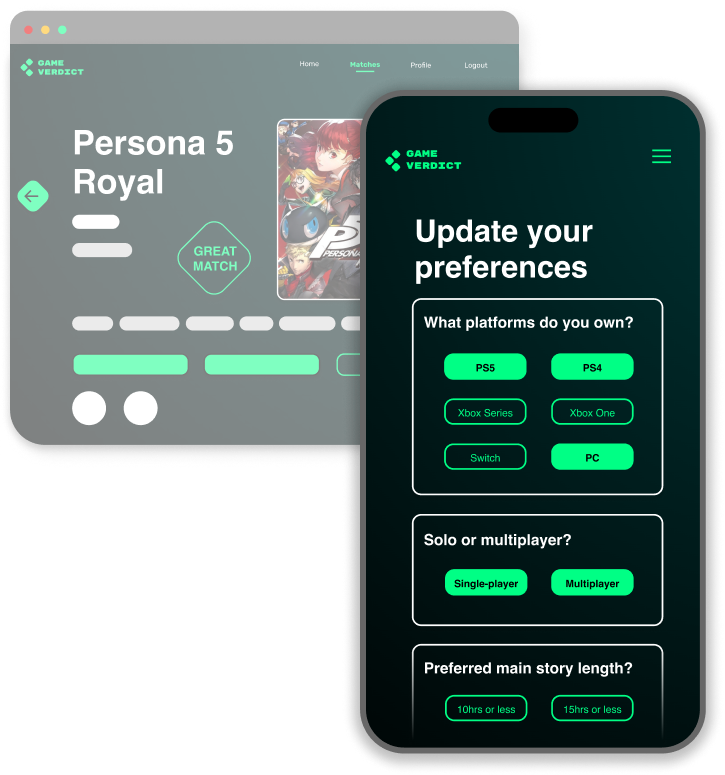 GAME
VERDICT
Home
Matches
Profile
Logout
Persona 5
Royal
GREAT
MATCH
GAME
VERDICT
Update your
preferences
What platforms do you own?
PS5
PS4
Xbox Series
Xbox One
Switch
PC
Solo or multiplayer?
Single-player
Multiplayer
Preferred main story length?
10hrs or less
15hrs or less